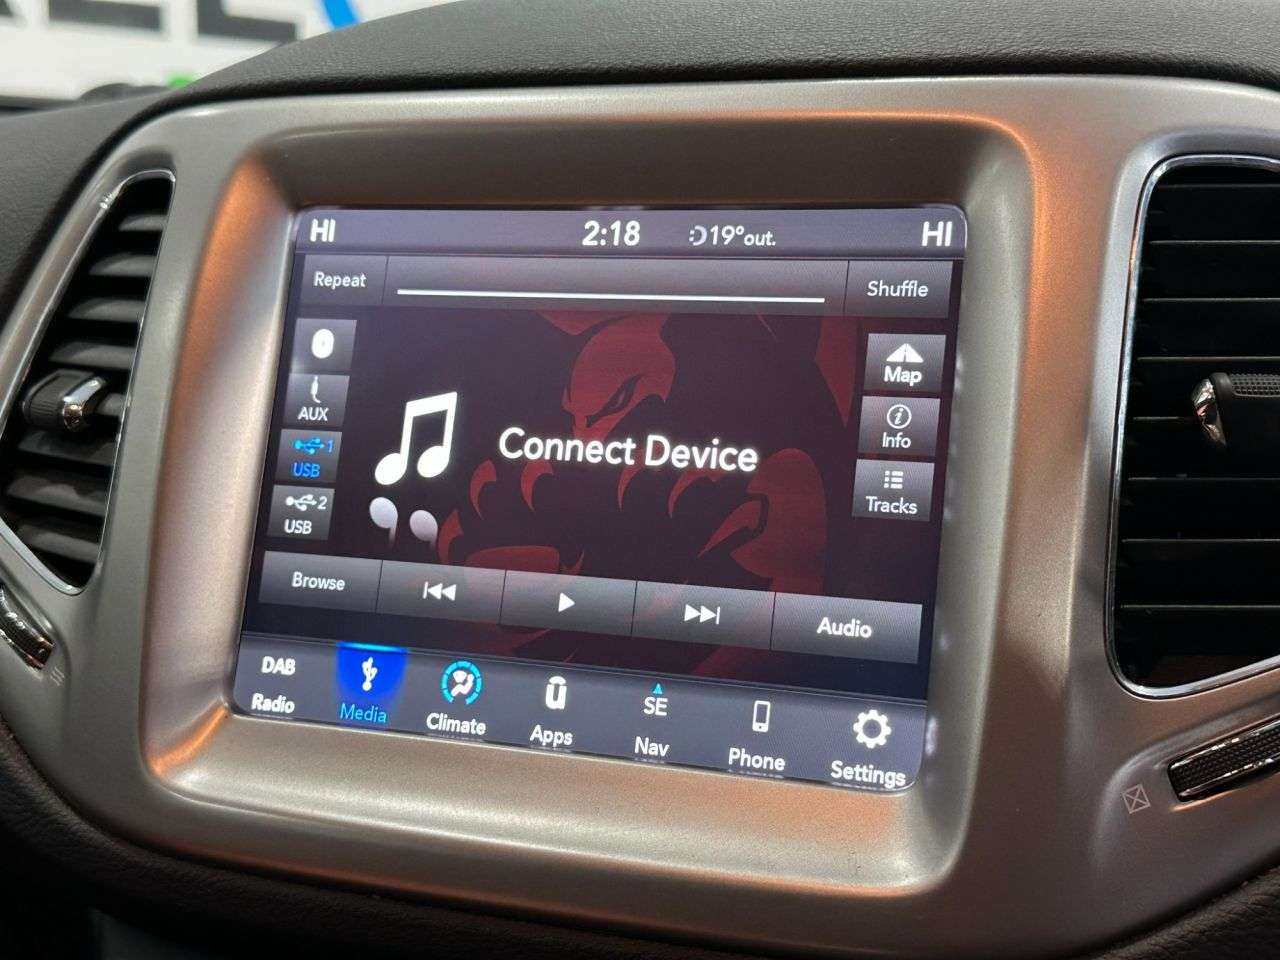 HI 2:18 19°out. HI
Repeat Shuffle
Map
AUX
Info
1
USB
Connect Device
Tracks
2
USB
Browse Audio
DAB SE
Radio Media Climate Apps Nav Phone Settings